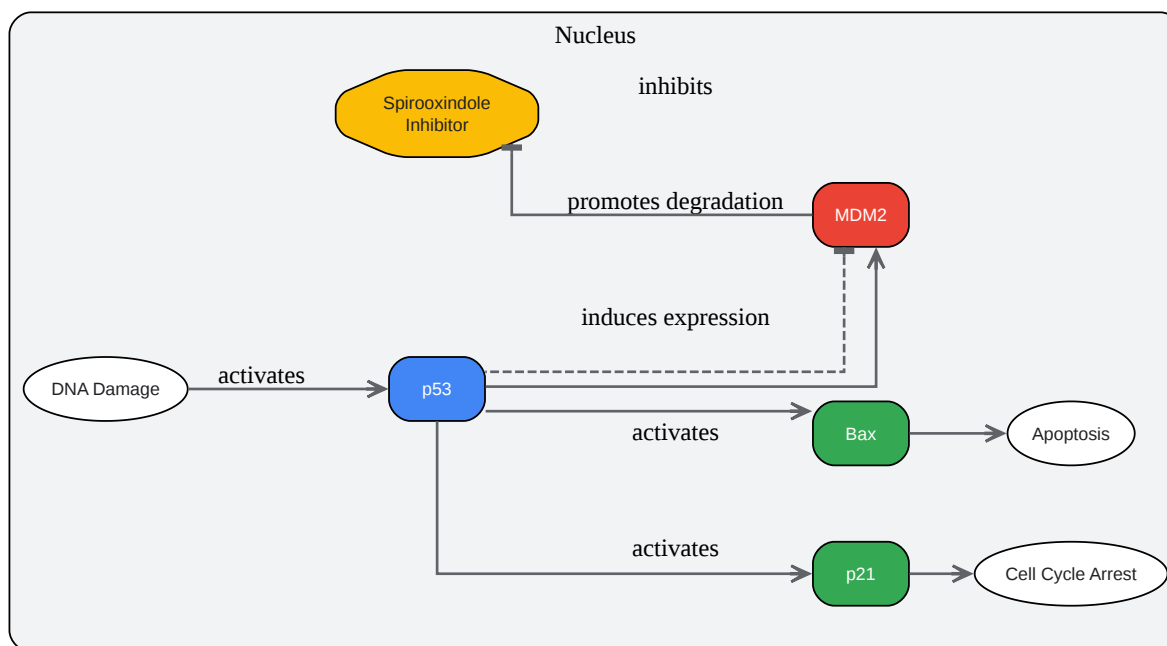 Nucleus
inhibits
Spirooxindole
Inhibitor
promotes degradation
MDM2
induces expression
DNA Damage
activates
p53
activates
Bax
Apoptosis
activates
p21
Cell Cycle Arrest